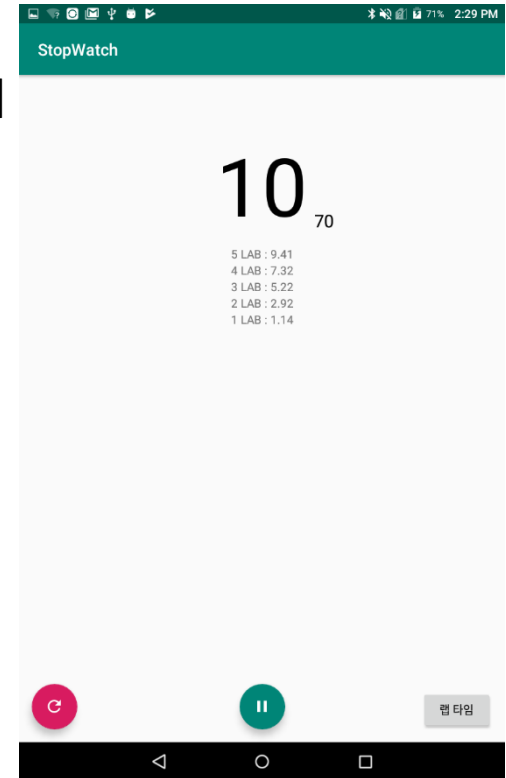 71% 2:29 PM
StopWatch
10
70
5 LAB : 9.41
4 LAB : 7.32
3 LAB : 5.22
2 LAB : 2.92
1 LAB : 1.14
랩 타임